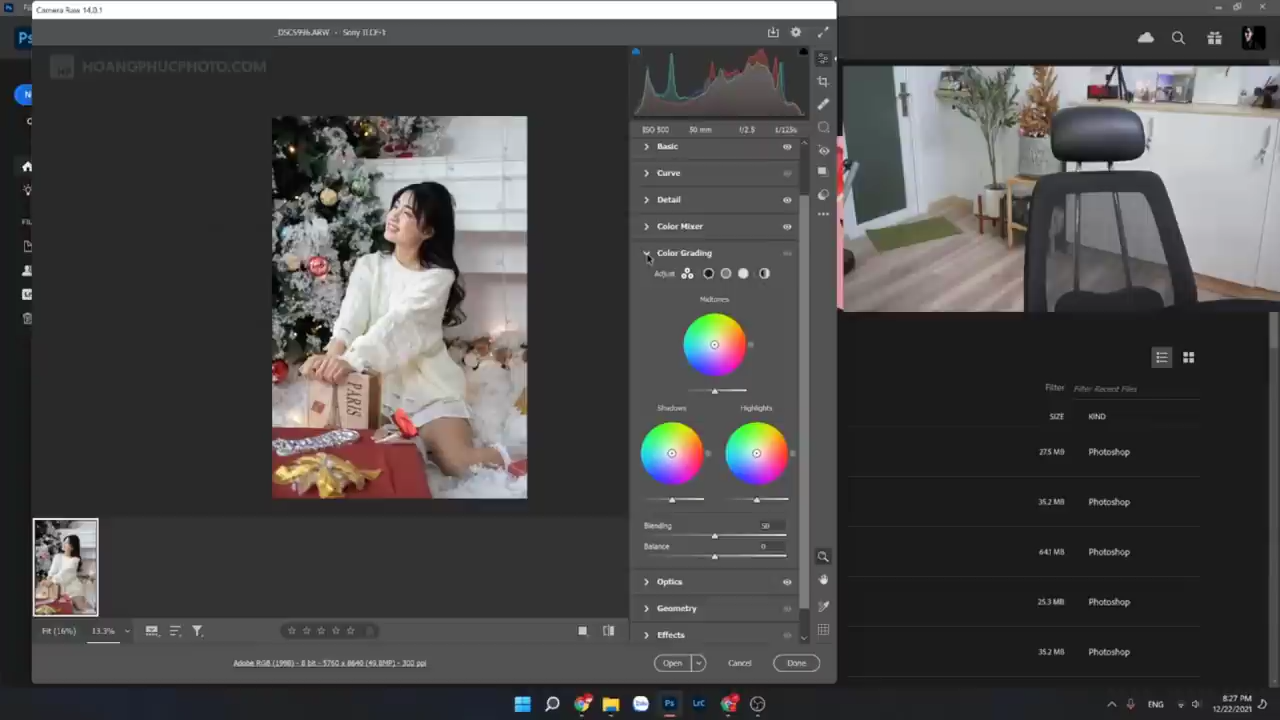 Camera Raw 14.0.1
_DSC5996.ARW - Sony ILCE-1
Ps
HOANGPHUCPHOTO.COM
ISO 500 50 mm f/2.5 1/125s
Basic
Curve
Detail
Color Mixer
Color Grading
Adjust
Midtones
Shadows Highlights
Blending 50
Balance 0
Optics
Geometry
Effects
PARIS
Fit (16%) 13.3%
Adobe RGB (1998) - 8 bit - 5760 x 8640 (49.8MP) - 300 ppi
Open Cancel Done
Filter Filter Recent Files
SIZE KIND
27.5 MB Photoshop
35.2 MB Photoshop
64.1 MB Photoshop
25.3 MB Photoshop
35.2 MB Photoshop
Ps LrC
ENG
8:27 PM
12/22/2021